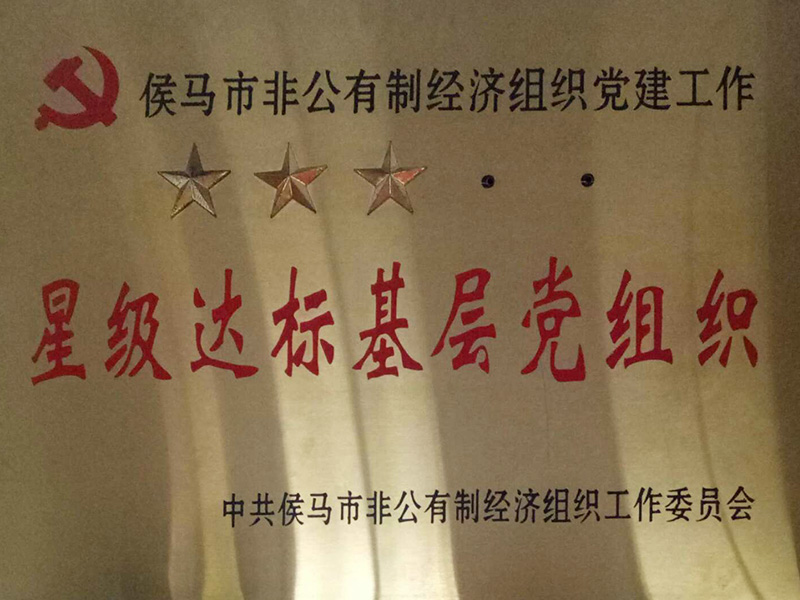 侯马市非公有制经济组织党建工作
星级达标基层党组织
中共侯马市非公有制经济组织工作委员会